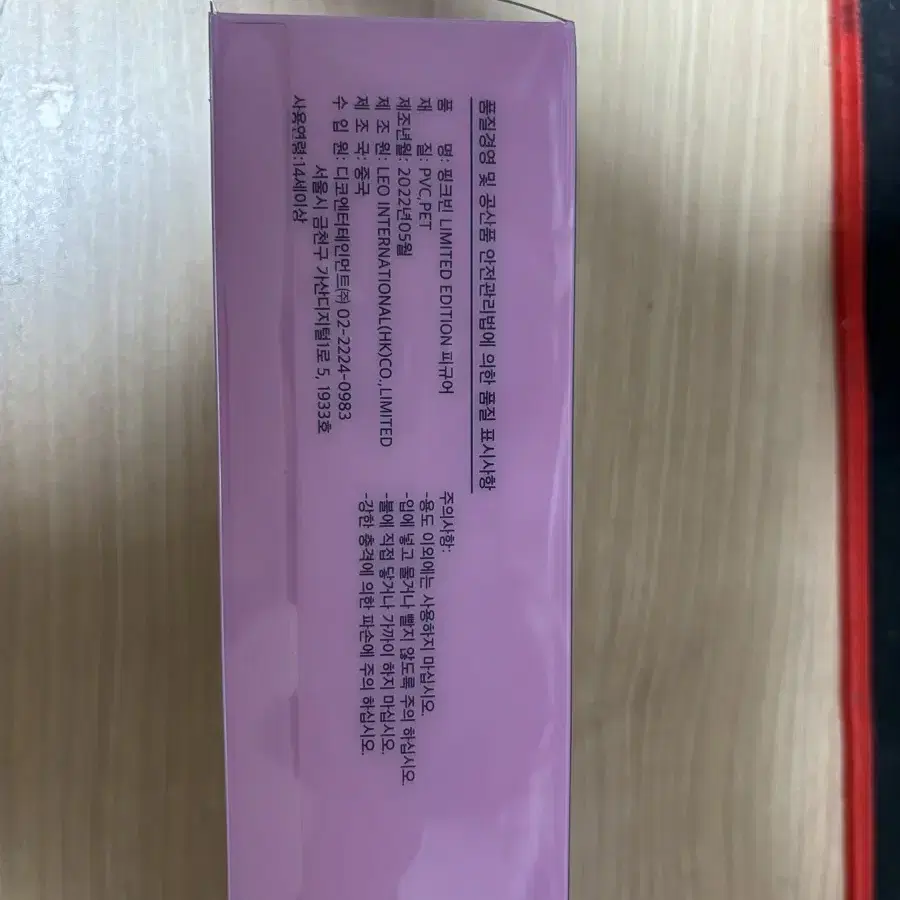 품질경영 및 공산품 안전관리법에 의한 품질 표시사항
품 명: 핑크빈 LIMITED EDITION 피규어
재 질: PVC,PET
제조년월: 2022년05월
제 조 원: LEO INTERNATIONAL(HK)CO.,LIMITED
제 조 국: 중국
수 입 원: 디코엔터테인먼트㈜ 02-2224-0983
서울시 금천구 가산디지털1로 5, 1933호
사용연령:14세이상
주의사항:
-용도 이외에는 사용하지 마십시오.
-입에 넣고 물거나 빨지 않도록 주의 하십시오.
-불에 직접 닿거나 가까이 하지 마십시오.
-강한 충격에 의한 파손에 주의 하십시오.